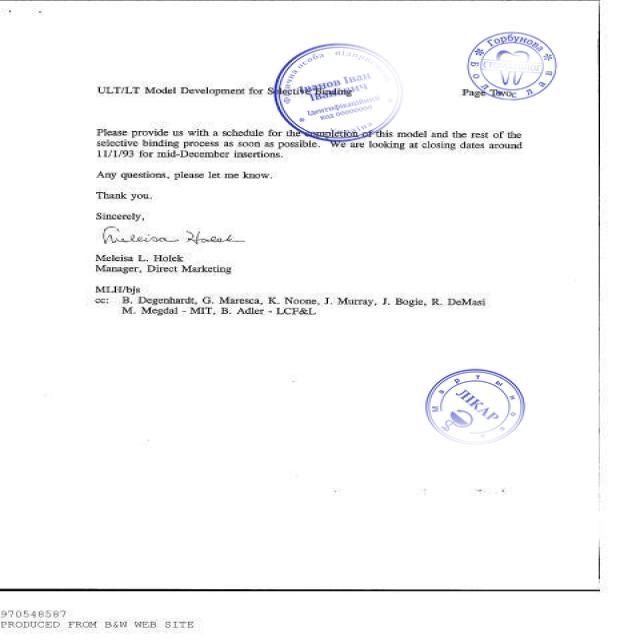 ULT/LT Model Development for Selective Binding
Page Two
Please provide us with a schedule for the completion of this model and the rest of the
selective binding process as soon as possible. We are looking at closing dates around
11/1/93 for mid-December insertions.
Any questions, please let me know.
Thank you.
Sincerely,
Meleisa Holek
Meleisa L. Holek
Manager, Direct Marketing
MLH/bjs
cc: B. Degenhardt, G. Maresca, K. Noone, J. Murray, J. Bogie, R. DeMasi
M. Megdal - MIT, B. Adler - LCF&L
Фізична особа підприємець
Іванов Іван
Іванович
Ідентифікаційний
код 0000000000
Україна
Горбунова
ЛІКАР
970548587
PRODUCED FROM B&W WEB SITE